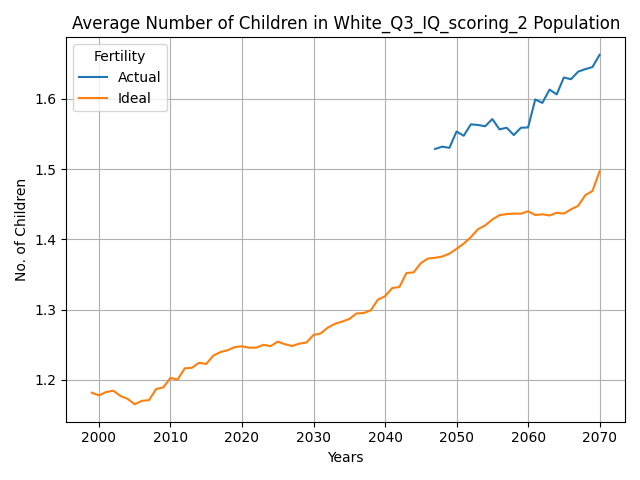 Average Number of Children in White_Q3_IQ_scoring_2 Population
Fertility
Actual
Ideal
No. of Children
1.6
1.5
1.4
1.3
1.2
2000 2010 2020 2030 2040 2050 2060 2070
Years